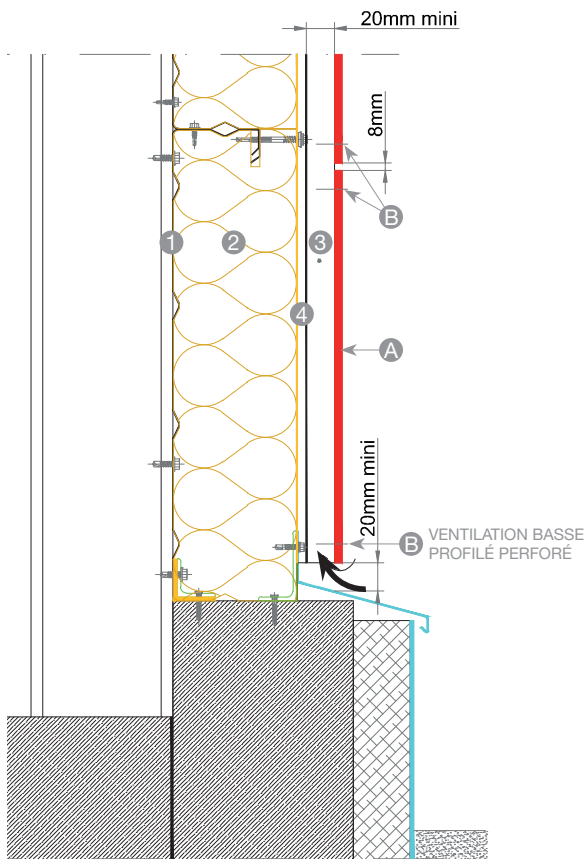 20mm mini
8mm
B
1
2
3
4
A
20mm mini
B
VENTILATION BASSE
PROFILÉ PERFORÉ